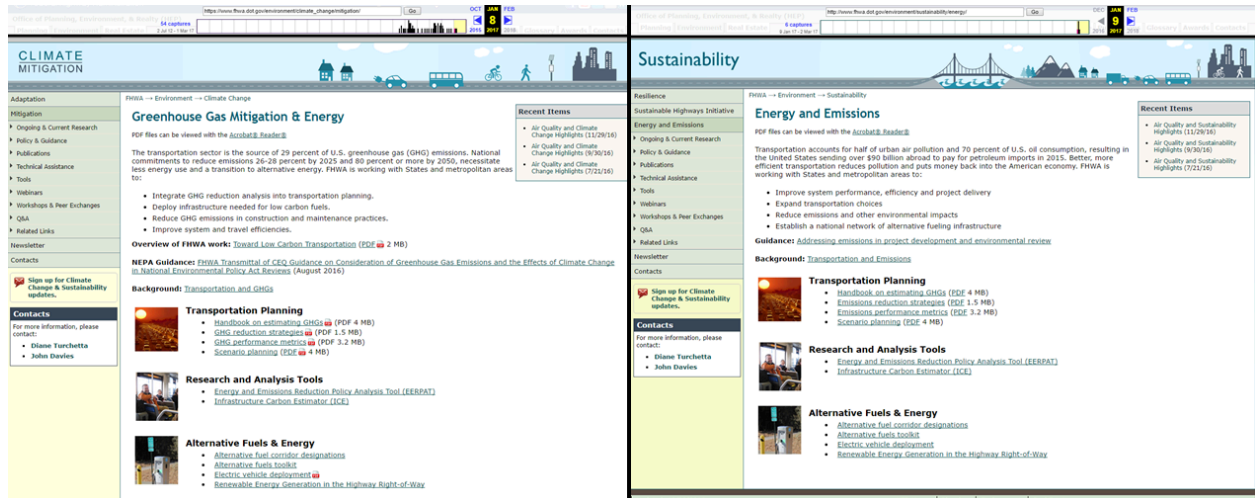 https://www.fhwa.dot.gov/environment/climate_change/mitigation/
Go
OCT JAN FEB
54 captures
2 Jul 12 - 1 Mar 17
8
2015 2017 2018
CLIMATE
MITIGATION
Adaptation
Mitigation
Ongoing & Current Research
Policy & Guidance
Publications
Technical Assistance
Tools
Webinars
Workshops & Peer Exchanges
Q&A
Related Links
Newsletter
Contacts
Sign up for Climate
Change & Sustainability
updates.
Contacts
For more information, please
contact:
• Diane Turchetta
• John Davies
FHWA → Environment → Climate Change
Greenhouse Gas Mitigation & Energy
PDF files can be viewed with the Acrobat® Reader®
The transportation sector is the source of 29 percent of U.S. greenhouse gas (GHG) emissions. National
commitments to reduce emissions 26-28 percent by 2025 and 80 percent or more by 2050, necessitate
less energy use and a transition to alternative energy. FHWA is working with States and metropolitan areas
to:
• Integrate GHG reduction analysis into transportation planning.
• Deploy infrastructure needed for low carbon fuels.
• Reduce GHG emissions in construction and maintenance practices.
• Improve system and travel efficiencies.
Overview of FHWA work: Toward Low Carbon Transportation (PDF 2 MB)
NEPA Guidance: FHWA Transmittal of CEQ Guidance on Consideration of Greenhouse Gas Emissions and the Effects of Climate Change
in National Environmental Policy Act Reviews (August 2016)
Background: Transportation and GHGs
Transportation Planning
• Handbook on estimating GHGs (PDF 4 MB)
• GHG reduction strategies (PDF 1.5 MB)
• GHG performance metrics (PDF 3.2 MB)
• Scenario planning (PDF 4 MB)
Research and Analysis Tools
• Energy and Emissions Reduction Policy Analysis Tool (EERPAT)
• Infrastructure Carbon Estimator (ICE)
Alternative Fuels & Energy
• Alternative fuel corridor designations
• Alternative fuels toolkit
• Electric vehicle deployment
• Renewable Energy Generation in the Highway Right-of-Way
Recent Items
• Air Quality and Climate
Change Highlights (11/29/16)
• Air Quality and Climate
Change Highlights (9/30/16)
• Air Quality and Climate
Change Highlights (7/21/16)
http://www.fhwa.dot.gov/environment/sustainability/energy/
Go
DEC JAN FEB
6 captures
9
2016 2017 2018
Sustainability
Resilience
Sustainable Highways Initiative
Energy and Emissions
Ongoing & Current Research
Policy & Guidance
Publications
Technical Assistance
Tools
Webinars
Workshops & Peer Exchanges
Q&A
Related Links
Newsletter
Contacts
Sign up for Climate
Change & Sustainability
updates.
Contacts
For more information, please
contact:
• Diane Turchetta
• John Davies
FHWA → Environment → Sustainability
Energy and Emissions
PDF files can be viewed with the Acrobat® Reader®
Transportation accounts for half of urban air pollution and 70 percent of U.S. oil consumption, resulting in
the United States sending over $90 billion abroad to pay for petroleum imports in 2015. Better, more
efficient transportation reduces pollution and puts money back into the American economy. FHWA is
working with States and metropolitan areas to:
• Improve system performance, efficiency and project delivery
• Expand transportation choices
• Reduce emissions and other environmental impacts
• Establish a national network of alternative fueling infrastructure
Guidance: Addressing emissions in project development and environmental review
Background: Transportation and Emissions
Transportation Planning
• Handbook on estimating GHGs (PDF 4 MB)
• Emissions reduction strategies (PDF 1.5 MB)
• Emissions performance metrics (PDF 3.2 MB)
• Scenario planning (PDF 4 MB)
Research and Analysis Tools
• Energy and Emissions Reduction Policy Analysis Tool (EERPAT)
• Infrastructure Carbon Estimator (ICE)
Alternative Fuels & Energy
• Alternative fuel corridor designations
• Alternative fuels toolkit
• Electric vehicle deployment
• Renewable Energy Generation in the Highway Right-of-Way
Recent Items
• Air Quality and Sustainability
Highlights (11/29/16)
• Air Quality and Sustainability
Highlights (9/30/16)
• Air Quality and Sustainability
Highlights (7/21/16)